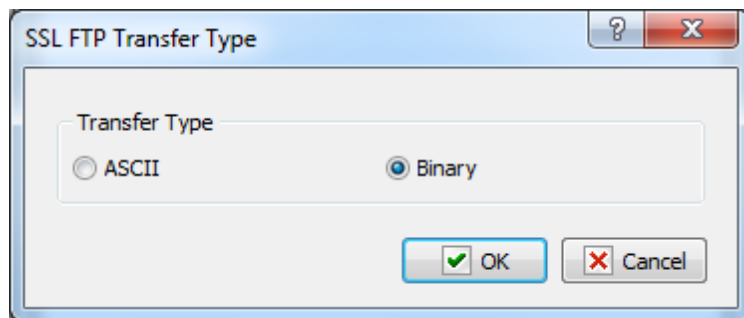 SSL FTP Transfer Type
Transfer Type
ASCII Binary
OK Cancel